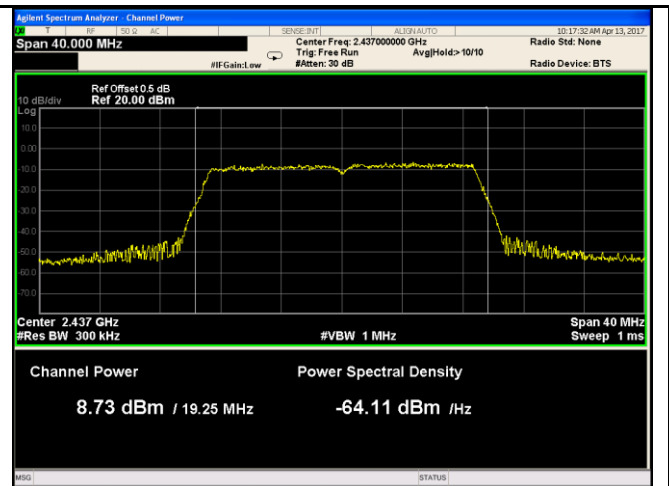 Agilent Spectrum Analyzer - Channel Power
T RF 50 Ω AC SENSE:INT ALIGN AUTO 10:17:32 AM Apr 13, 2017
Span 40.000 MHz Center Freq: 2.437000000 GHz Radio Std: None
Trig: Free Run Avg|Hold:> 10/10
#IFGain:Low #Atten: 30 dB Radio Device: BTS
Ref Offset 0.5 dB
10 dB/div Ref 20.00 dBm
Log
10.0
0.00
-10.0
-20.0
-30.0
-40.0
-50.0
-60.0
-70.0
Center 2.437 GHz Span 40 MHz
#Res BW 300 kHz #VBW 1 MHz Sweep 1 ms
Channel Power Power Spectral Density
8.73 dBm / 19.25 MHz -64.11 dBm /Hz
MSG STATUS